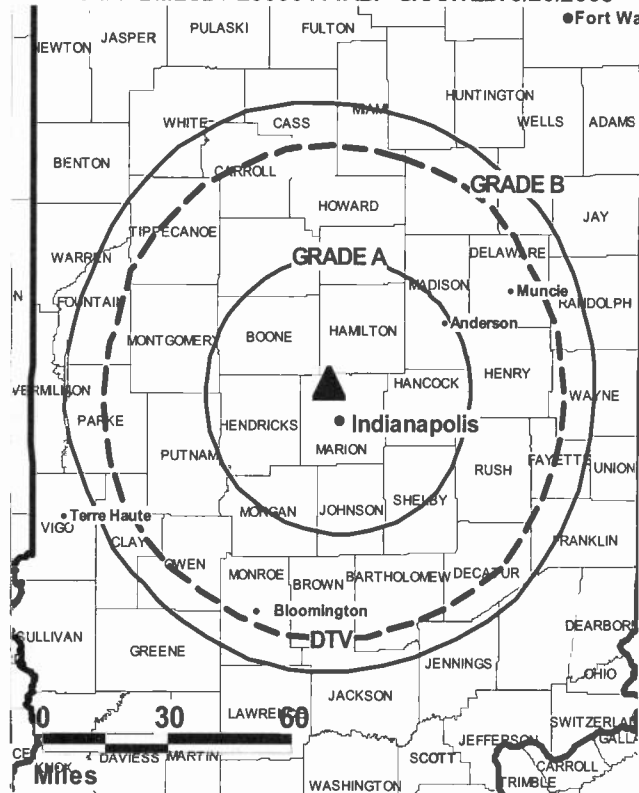 PULASKI
FULTON
Fort Wa
JASPER
NEWTON
HUNTINGTON
MIAMI
WHITE
CASS
WELLS
ADAMS
BENTON
CARROLL
GRADE B
HOWARD
JAY
TIPPECANOE
DELAWARE
GRADE A
WARREN
MADISON
Muncie
FOUNTAIN
RANDOLPH
Anderson
MONTGOMERY
BOONE
HAMILTON
HENRY
HANCOCK
VERMILLION
WAYNE
PARKE
HENDRICKS
Indianapolis
MARION
PUTNAM
FAYETTE
RUSH
UNION
SHELBY
MORGAN
JOHNSON
Terre Haute
VIGO
CLAY
FRANKLIN
OWEN
MONROE
BROWN
BARTHOLOMEW
DECATUR
Bloomington
DEARBORN
SULLIVAN
DTV
GREENE
JENNINGS
OHIO
JACKSON
LAWRENCE
0 30 60
SWITZERLAND
JEFFERSON
GALLA
SCOTT
CARROLL
KNOX
DAVIESS
MARTIN
Miles
TRIMBLE
WASHINGTON